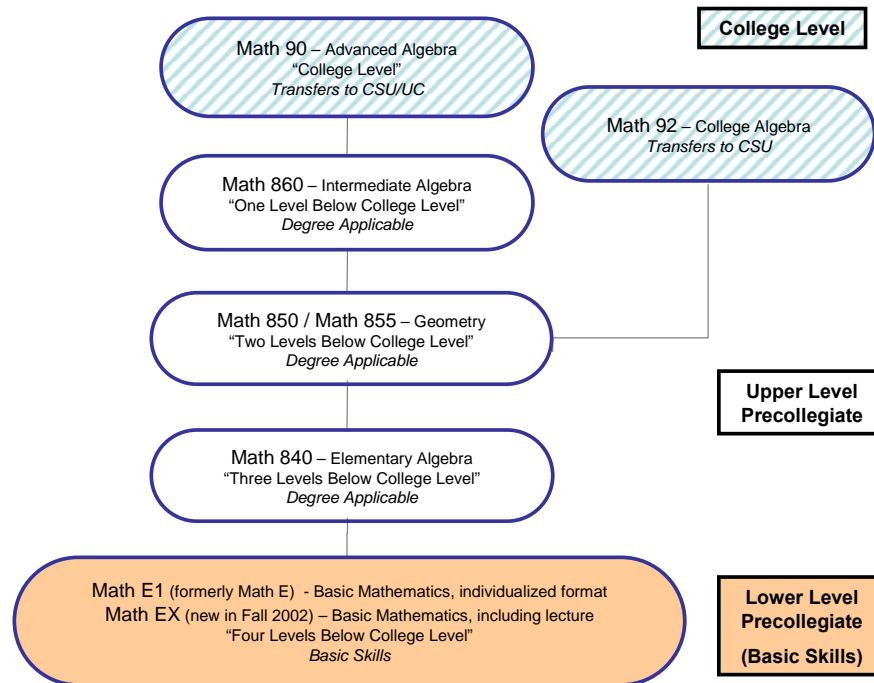 College Level
Math 90 – Advanced Algebra
“College Level”
Transfers to CSU/UC
Math 92 – College Algebra
Transfers to CSU
Math 860 – Intermediate Algebra
“One Level Below College Level”
Degree Applicable
Math 850 / Math 855 – Geometry
“Two Levels Below College Level”
Degree Applicable
Upper Level
Precollegiate
Math 840 – Elementary Algebra
“Three Levels Below College Level”
Degree Applicable
Math E1 (formerly Math E)  - Basic Mathematics, individualized format
Math EX (new in Fall 2002) – Basic Mathematics, including lecture
“Four Levels Below College Level”
Basic Skills
Lower Level
Precollegiate
(Basic Skills)